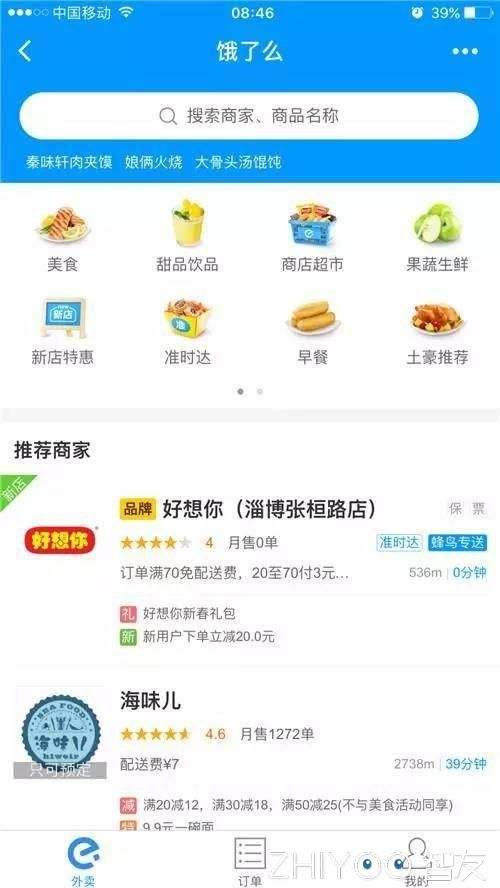 中国移动 08:46 39%
饿了么
搜索商家、商品名称
秦味轩肉夹馍 娘俩火烧 大骨头汤馄饨
美食 甜品饮品 商店超市 果蔬生鲜
新店
准
新店特惠 准时达 早餐 土豪推荐
推荐商家
新店
品牌 好想你（淄博张桓路店） 保 票
好想你
4 月售0单 准时达 蜂鸟专送
订单满70免配送费，20至70付3元... 536m | 0分钟
礼 好想你新春礼包
新 新用户下单立减20.0元
海味儿
SEA FOOD
海味儿
4.6 月售1272单
只可预定
配送费¥7 2738m | 39分钟
减 满20减12，满30减18，满50减25(不与美食活动同享)
特 9.9元一碗面
外卖 订单 我的
ZHIYOO 智友